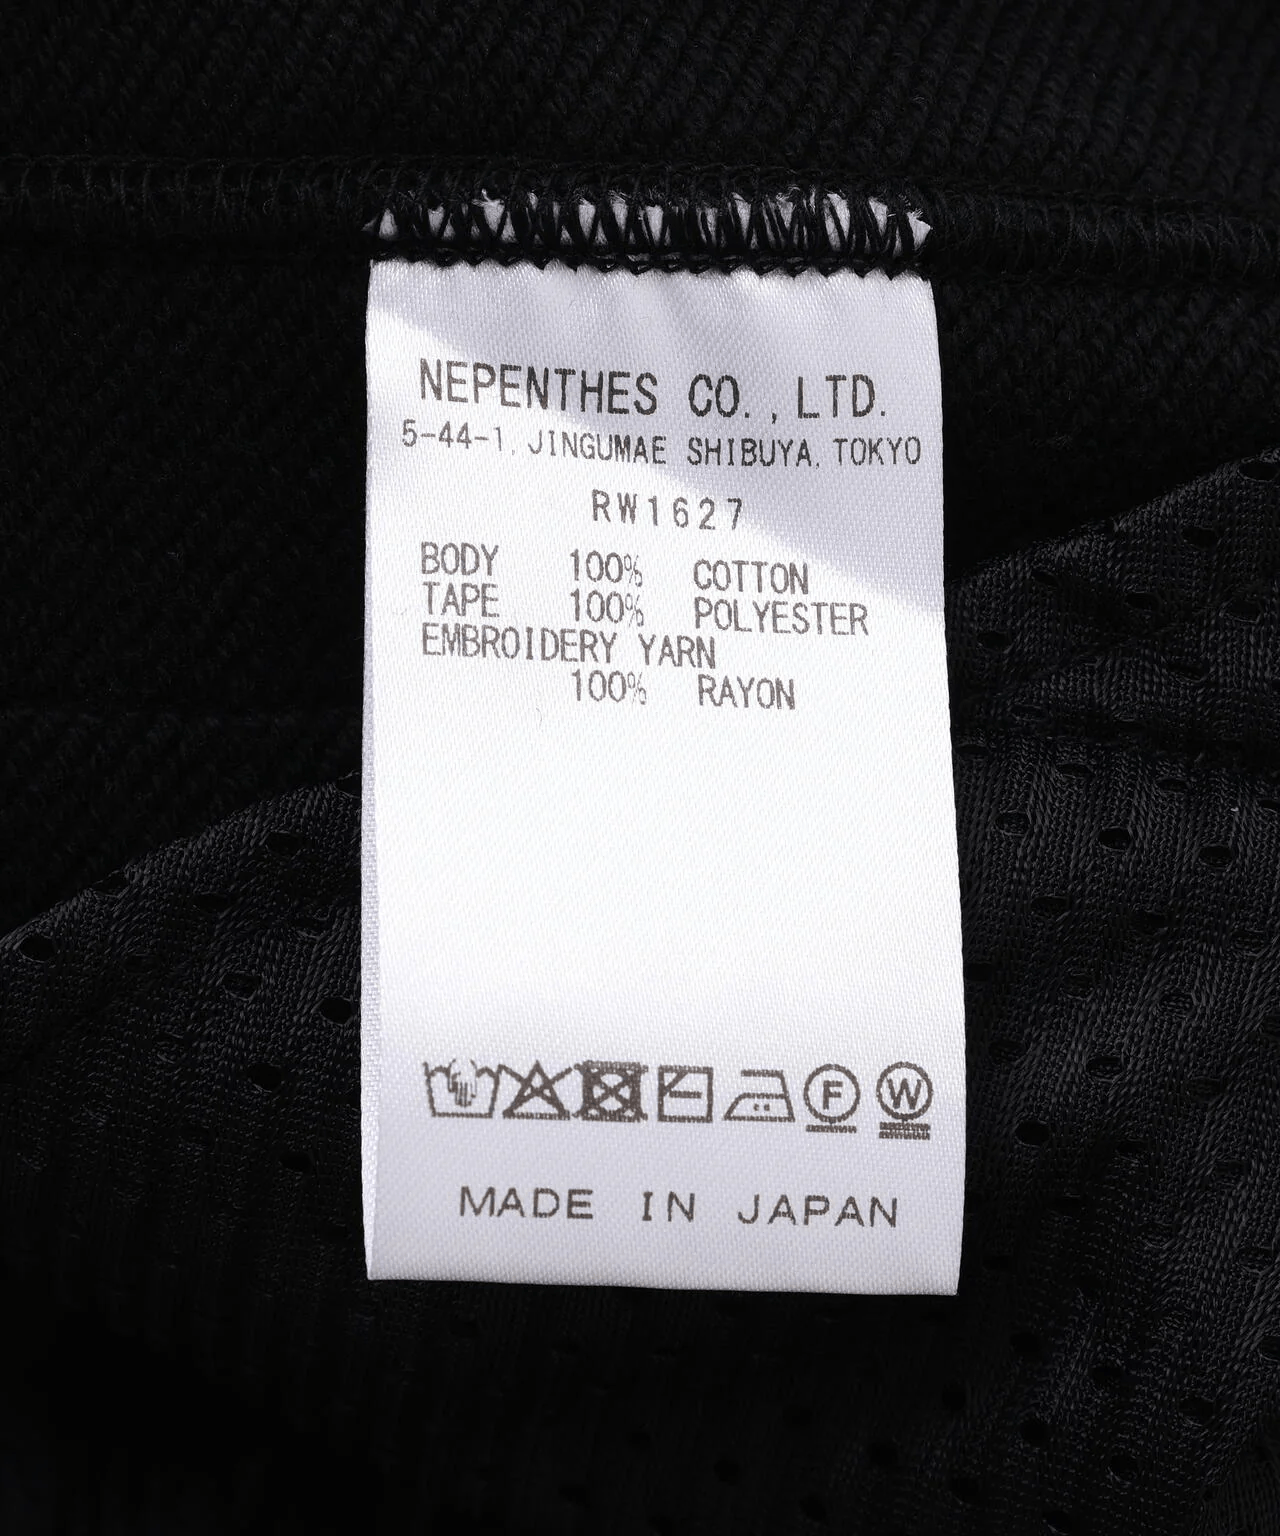 NEPENTHES CO., LTD.
5-44-1, JINGUMAE SHIBUYA, TOKYO
RW1627
BODY 100% COTTON
TAPE 100% POLYESTER
EMBROIDERY YARN
100% RAYON
F W
MADE IN JAPAN